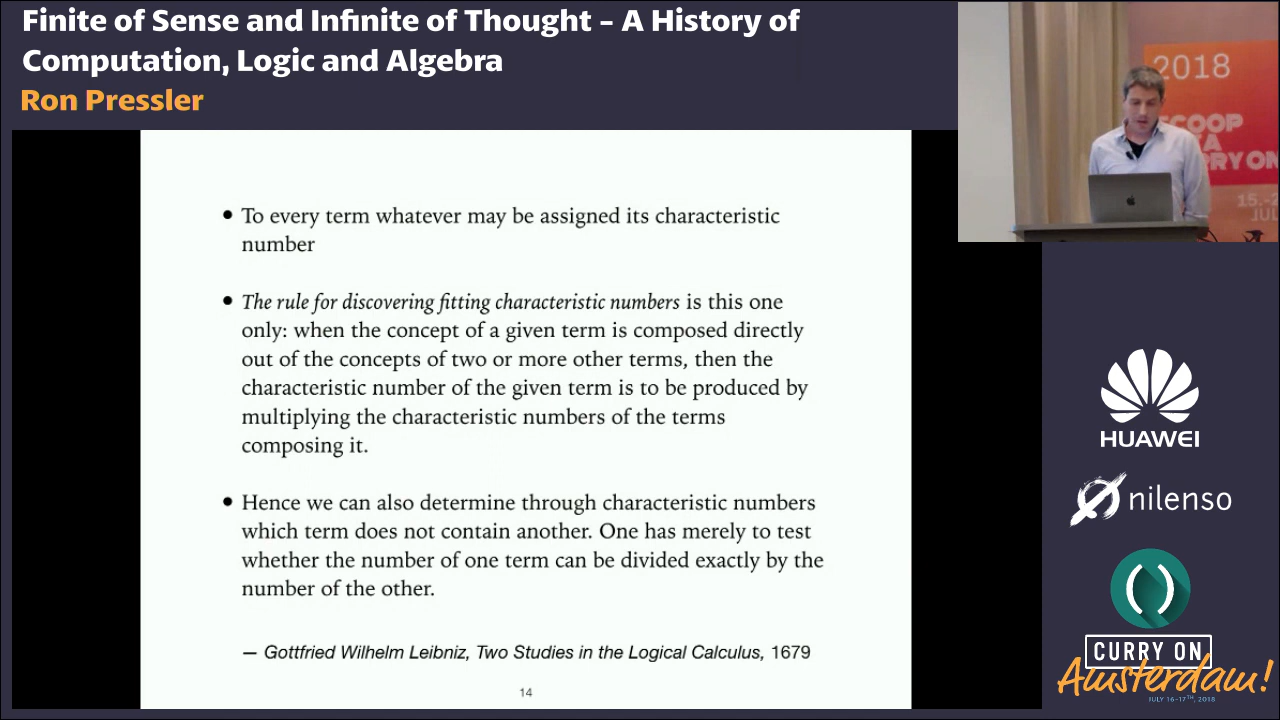 Finite of Sense and Infinite of Thought – A History of
Computation, Logic and Algebra
Ron Pressler
2018
15.-
JUL
• To every term whatever may be assigned its characteristic
number
• The rule for discovering fitting characteristic numbers is this one
only: when the concept of a given term is composed directly
out of the concepts of two or more other terms, then the
characteristic number of the given term is to be produced by
multiplying the characteristic numbers of the terms
composing it.
• Hence we can also determine through characteristic numbers
which term does not contain another. One has merely to test
whether the number of one term can be divided exactly by the
number of the other.
— Gottfried Wilhelm Leibniz, Two Studies in the Logical Calculus, 1679
14
HUAWEI
nilenso
()
CURRY ON
Amsterdam!
JULY 16-17TH, 2018